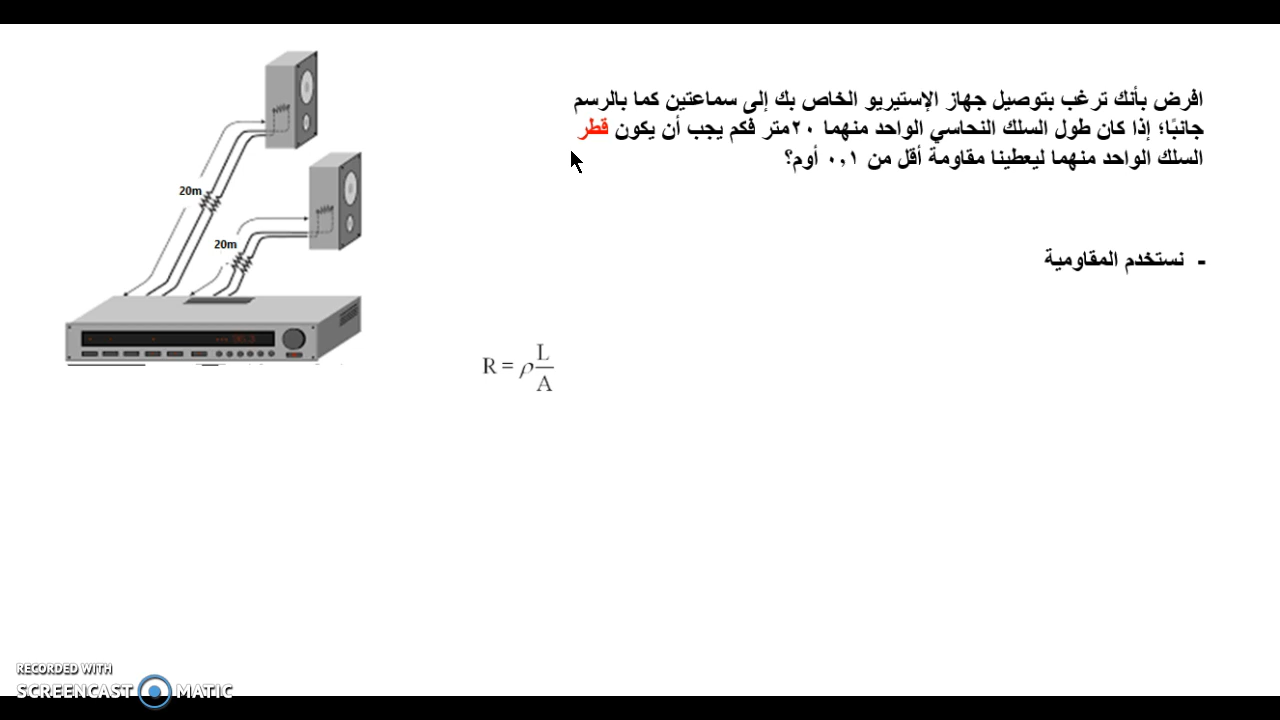 افرض بأنك ترغب بتوصيل جهاز الإستيريو الخاص بك إلى سماعتين كما بالرسم
جانبًا؛ إذا كان طول السلك النحاسي الواحد منهما ٢٠متر فكم يجب أن يكون قطر
السلك الواحد منهما ليعطينا مقاومة أقل من ٠,١ أوم؟
20m
20m
- نستخدم المقاومية
R = ρ L/A
RECORDED WITH
SCREENCAST MATIC